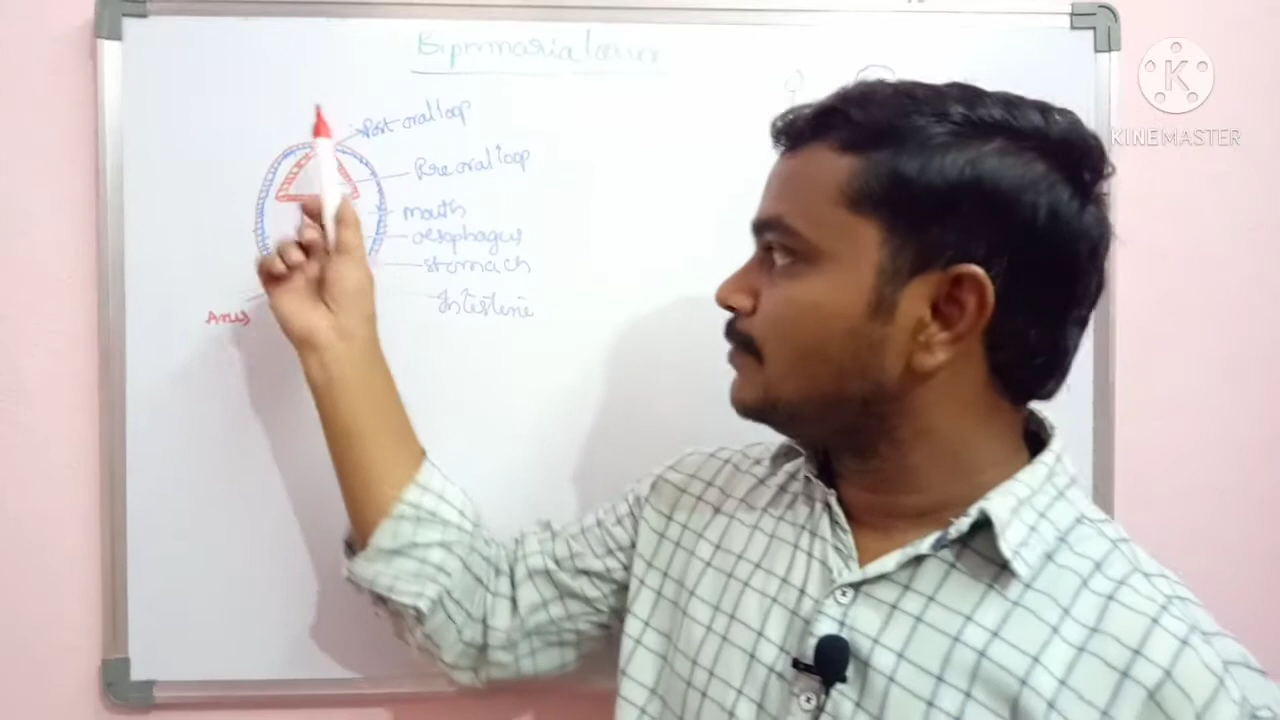 Bipinnaria larva
Post oral loop
Pre oral loop
mouth
oesophagus
stomach
Intestine
Anus
K
KINEMASTER